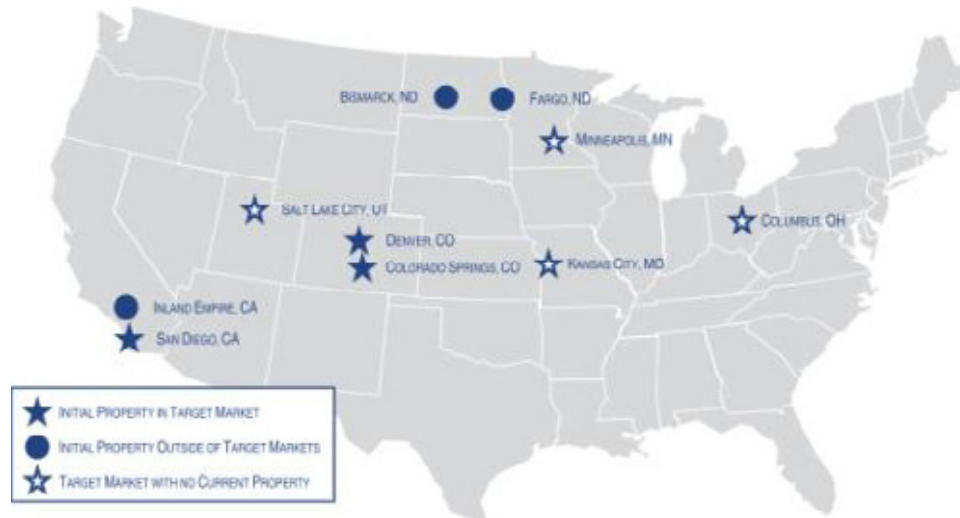 BISMARCK, ND
FARGO, ND
MINNEAPOLIS, MN
SALT LAKE CITY, UT
COLUMBUS, OH
DENVER, CO
COLORADO SPRINGS, CO
KANSAS CITY, MO
INLAND EMPIRE, CA
SAN DIEGO, CA
INITIAL PROPERTY IN TARGET MARKET
INITIAL PROPERTY OUTSIDE OF TARGET MARKETS
TARGET MARKET WITH NO CURRENT PROPERTY